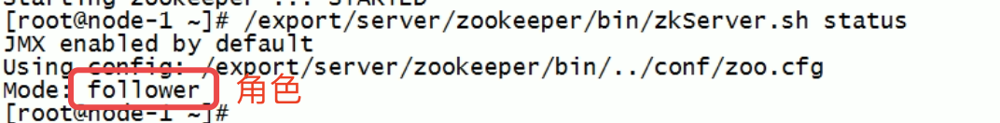 Starting zookeeper ... STARTED
[root@node-1 ~]# /export/server/zookeeper/bin/zkServer.sh status
JMX enabled by default
Using config: /export/server/zookeeper/bin/../conf/zoo.cfg
Mode: follower 角色
[root@node-1 ~]#